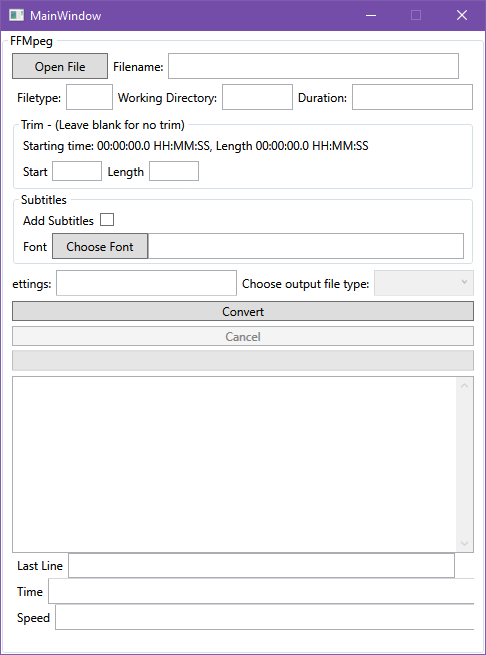 MainWindow
FFMpeg
Open File Filename:
Filetype: Working Directory: Duration:
Trim - (Leave blank for no trim)
Starting time: 00:00:00.0 HH:MM:SS, Length 00:00:00.0 HH:MM:SS
Start Length
Subtitles
Add Subtitles
Font Choose Font
ettings: Choose output file type:
Convert
Cancel
Last Line
Time
Speed